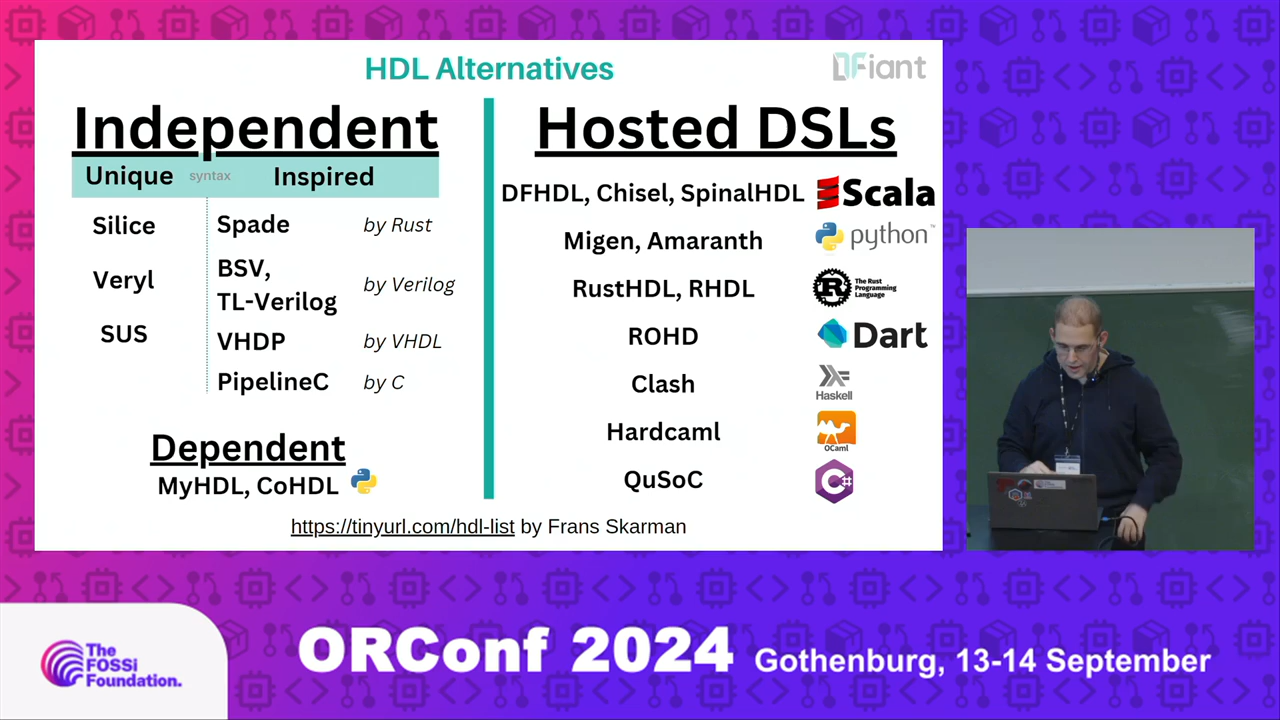 HDL Alternatives
DFiant
Independent
Unique syntax Inspired
Silice
Veryl
SUS
Spade by Rust
BSV,
TL-Verilog by Verilog
VHDP by VHDL
PipelineC by C
Dependent
MyHDL, CoHDL
Hosted DSLs
DFHDL, Chisel, SpinalHDL Scala
Migen, Amaranth python™
RustHDL, RHDL The Rust
Programming
Language
ROHD Dart
Clash Haskell
Hardcaml OCaml
QuSoC C#
https://tinyurl.com/hdl-list by Frans Skarman
The
FOSSi
Foundation.
ORConf 2024 Gothenburg, 13-14 September